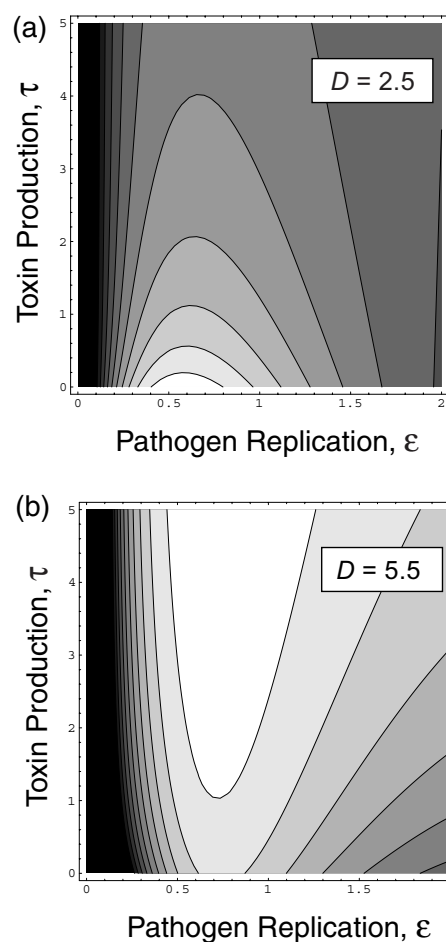 (a)
5
4
3
2
1
0
D = 2.5
Toxin Production, τ
0 0.5 1 1.5 2
Pathogen Replication, ε
(b)
5
4
3
2
1
0
D = 5.5
Toxin Production, τ
0 0.5 1 1.5
Pathogen Replication, ε